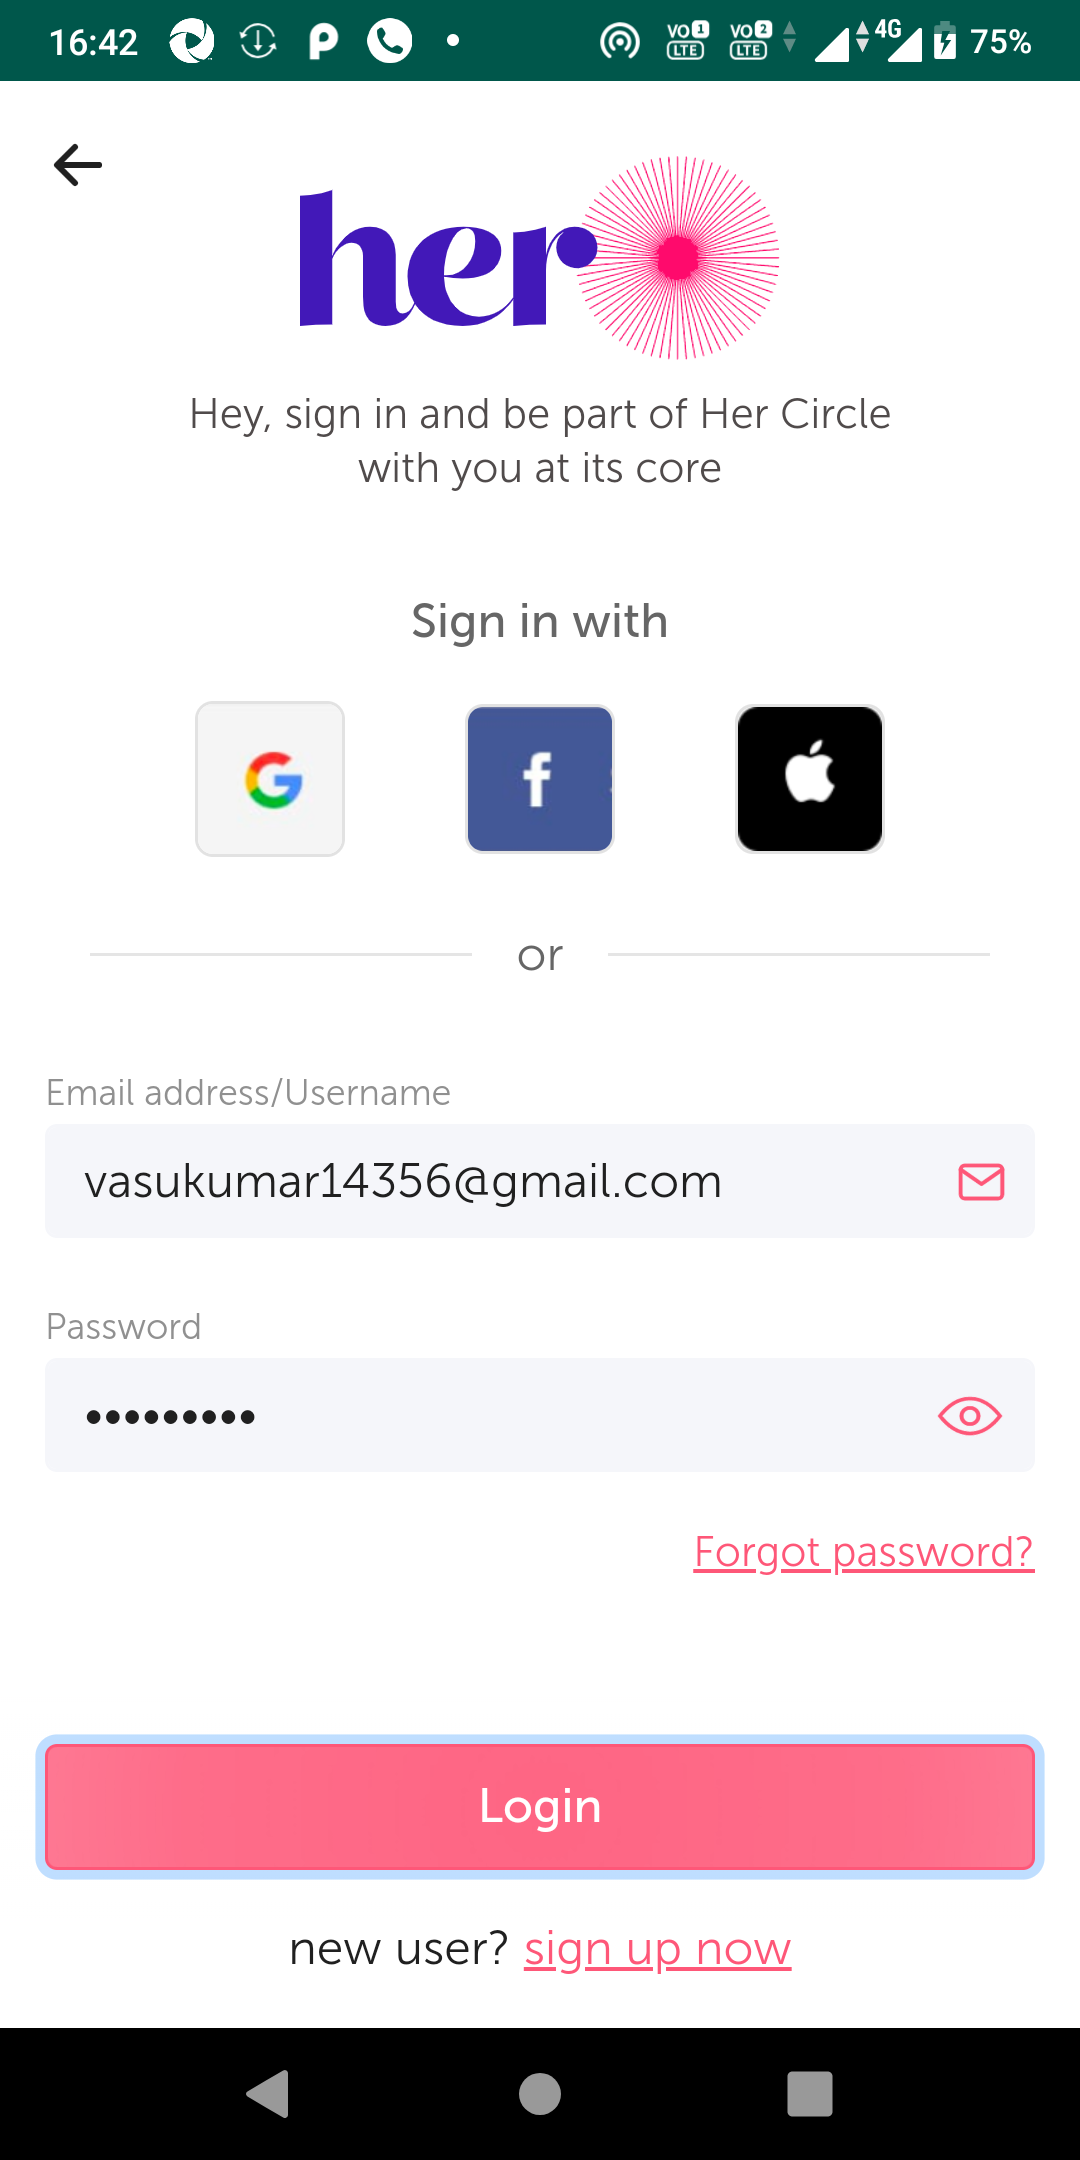 16:42
VO 1 LTE VO 2 LTE 4G 75%
her
Hey, sign in and be part of Her Circle
with you at its core
Sign in with
or
Email address/Username
vasukumar14356@gmail.com
Password
•••••••••
Forgot password?
Login
new user? sign up now